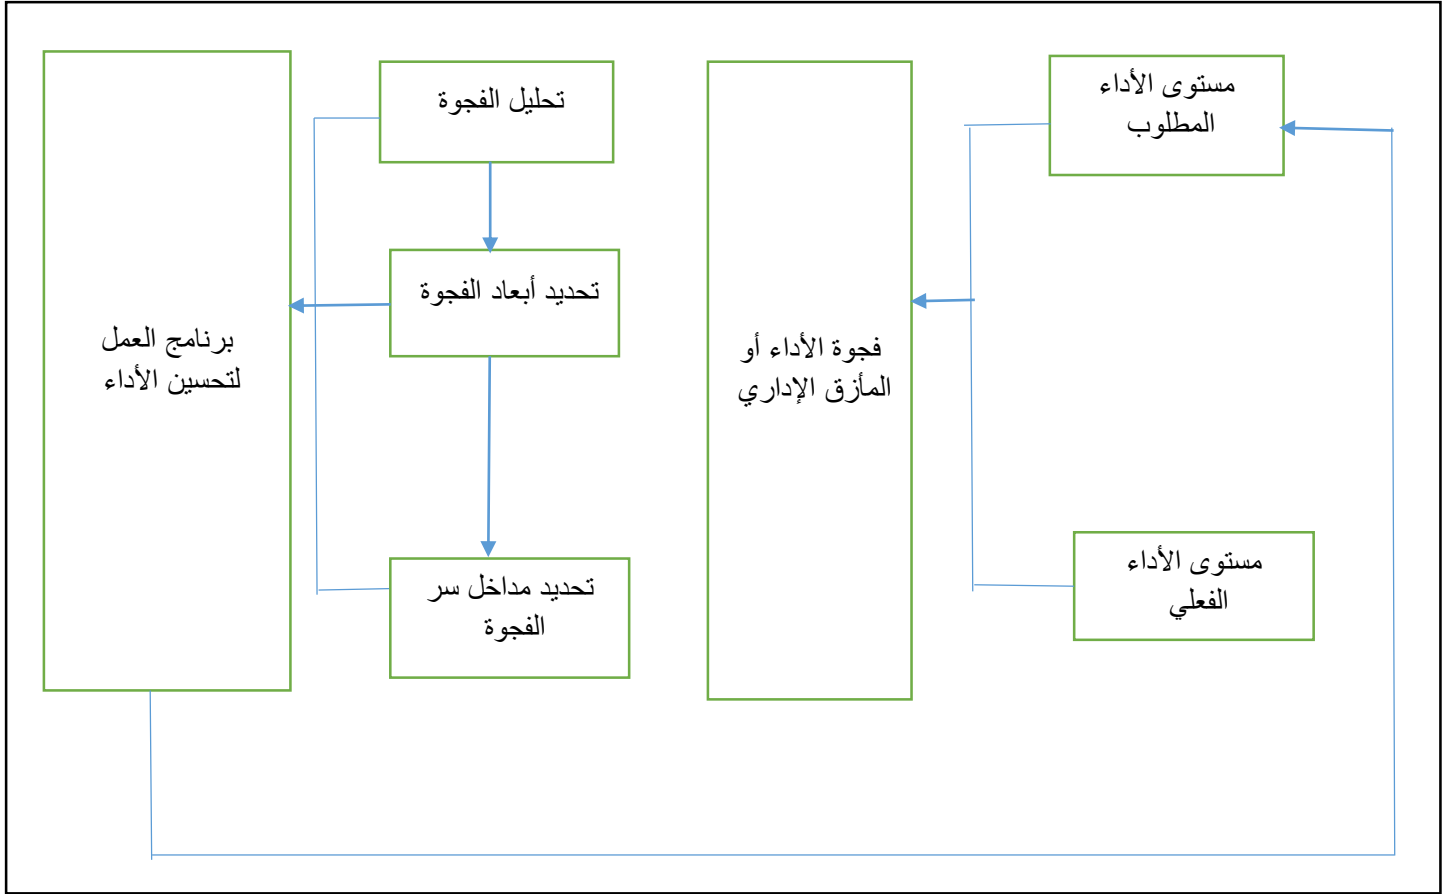 مستوى الأداء
المطلوب
مستوى الأداء
الفعلي
فجوة الأداء أو
المأزق الإداري
تحليل الفجوة
تحديد أبعاد الفجوة
تحديد مداخل سر
الفجوة
برنامج العمل
لتحسين الأداء